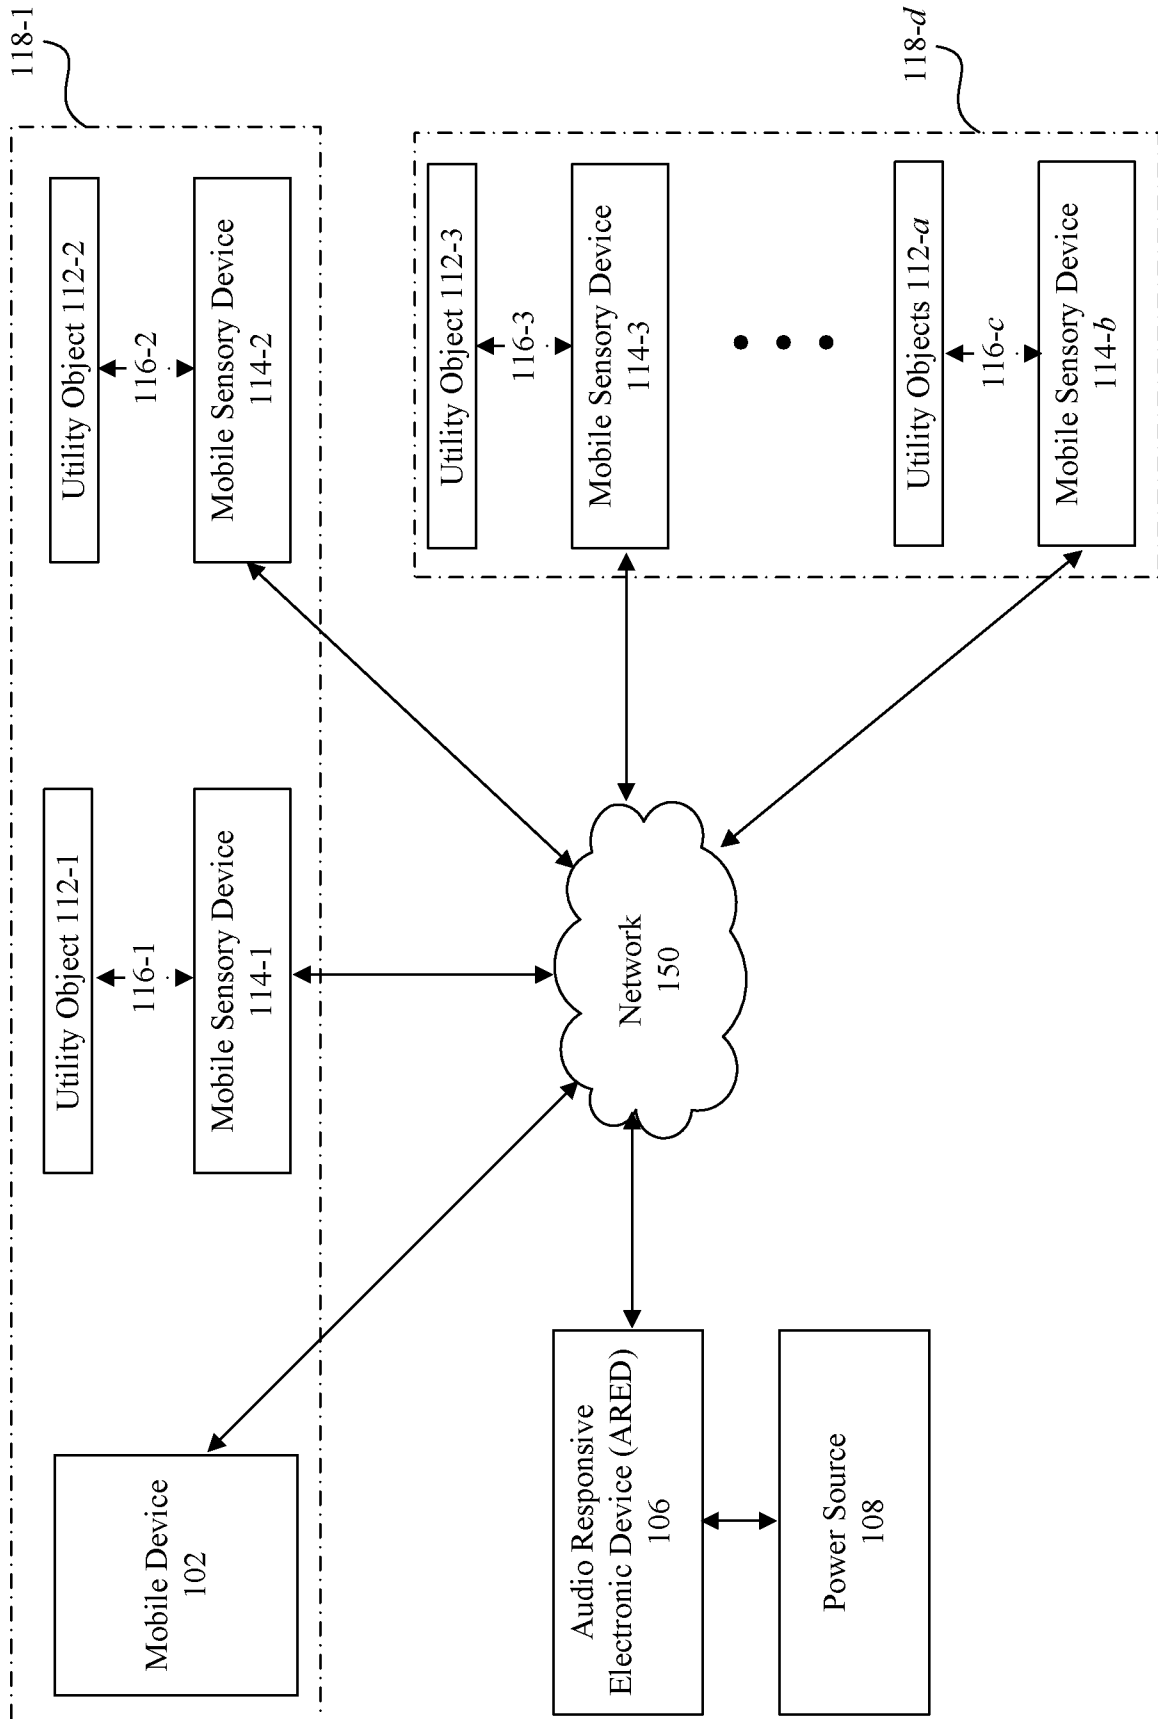 118-1
Mobile Device
102
Utility Object 112-1
116-1
Mobile Sensory Device
114-1
Utility Object 112-2
116-2
Mobile Sensory Device
114-2
Audio Responsive
Electronic Device (ARED)
106
Power Source
108
Network
150
118-d
Utility Object 112-3
116-3
Mobile Sensory Device
114-3
Utility Objects 112-a
116-c
Mobile Sensory Device
114-b